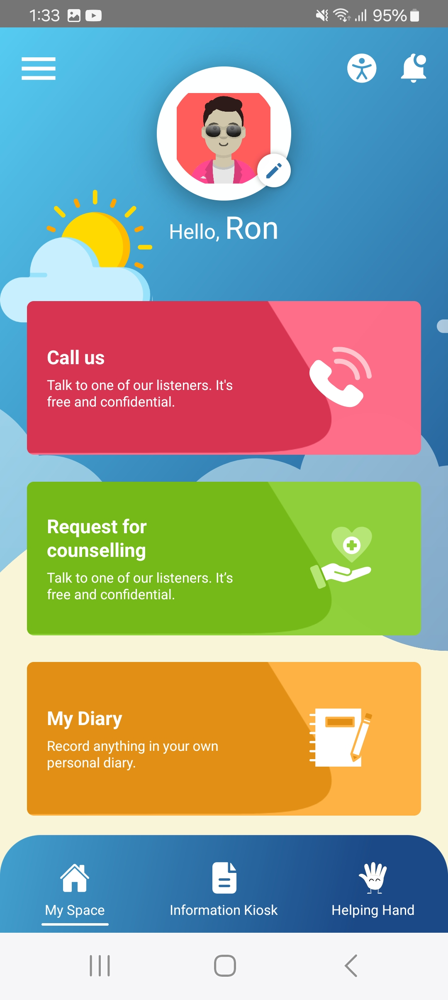 1:33
95%
Hello, Ron
Call us
Talk to one of our listeners. It's
free and confidential.
Request for
counselling
Talk to one of our listeners. It’s
free and confidential.
My Diary
Record anything in your own
personal diary.
My Space
Information Kiosk
Helping Hand